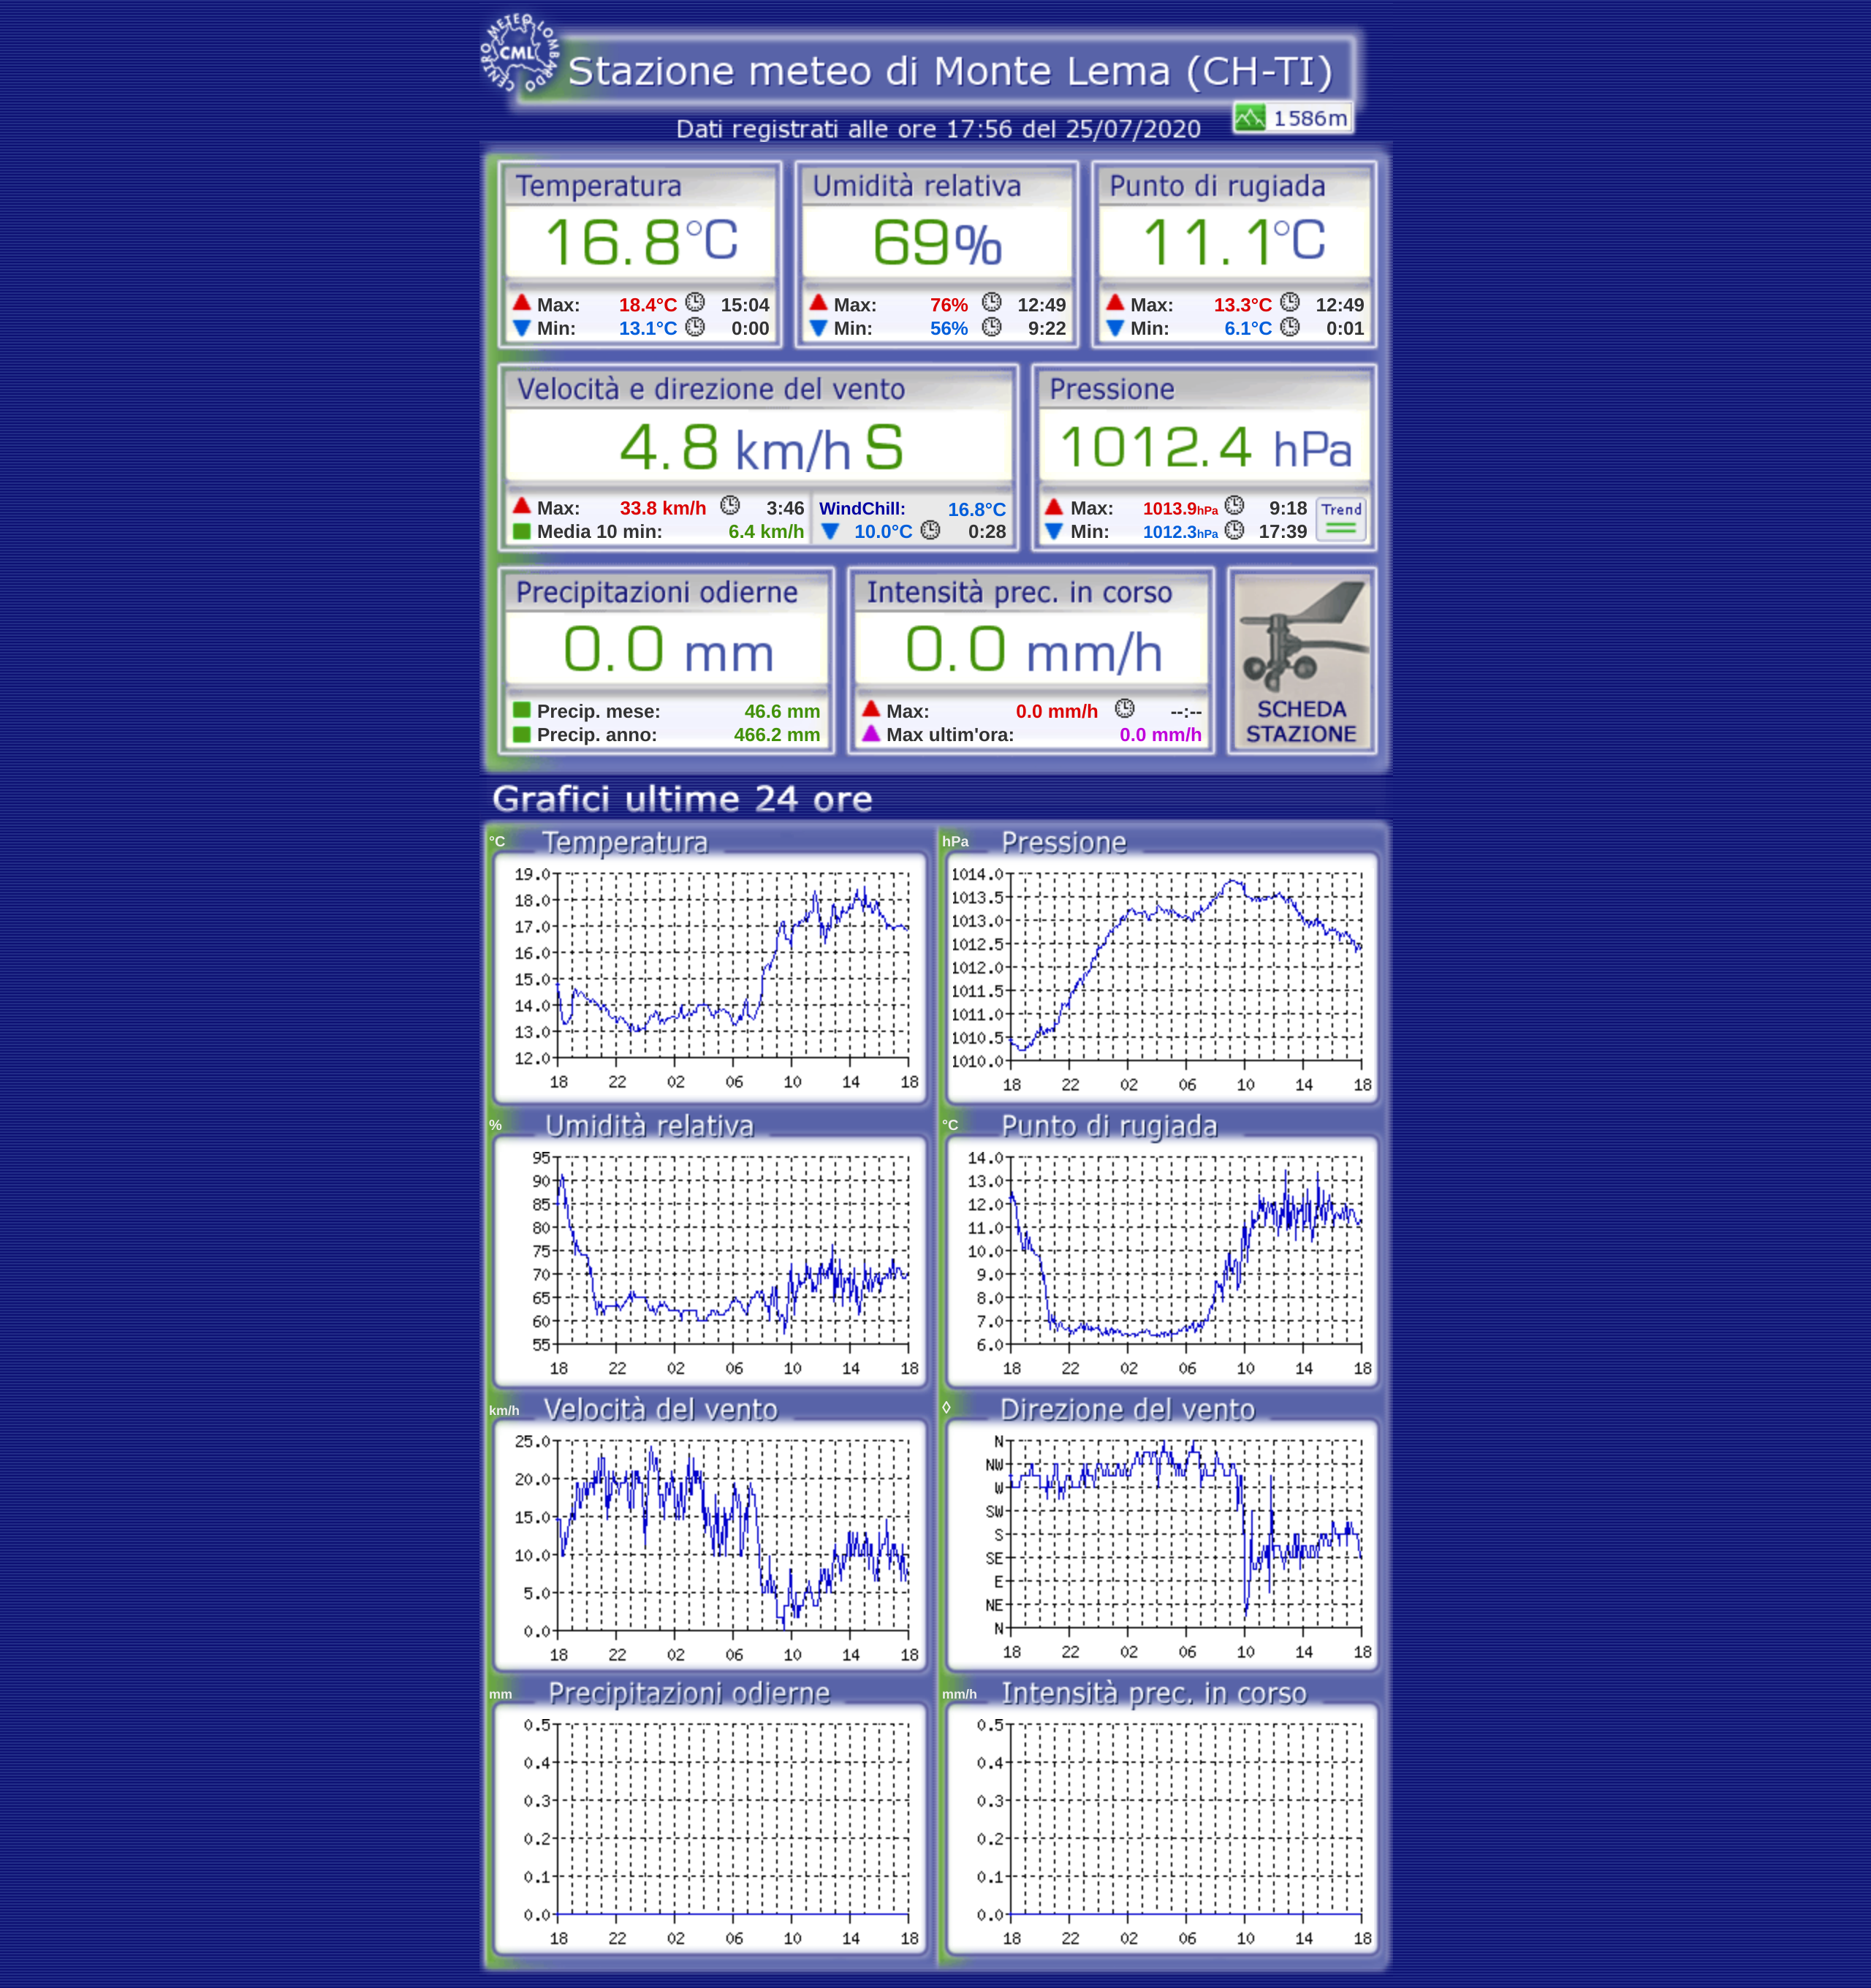 CENTRO METEO LOMBARDO
CML
Stazione meteo di Monte Lema (CH-TI)
1586m
Dati registrati alle ore 17:56 del 25/07/2020
Temperatura Umidità relativa Punto di rugiada
16.8°C 69% 11.1°C
Max: 18.4°C 15:04 Max: 76% 12:49 Max: 13.3°C 12:49
Min: 13.1°C 0:00 Min: 56% 9:22 Min: 6.1°C 0:01
Velocità e direzione del vento Pressione
4.8 km/h S 1012.4 hPa
Max: 33.8 km/h 3:46 WindChill: 16.8°C Max: 1013.9hPa 9:18 Trend
Media 10 min: 6.4 km/h 10.0°C 0:28 Min: 1012.3hPa 17:39
Precipitazioni odierne Intensità prec. in corso
0.0 mm 0.0 mm/h
Precip. mese: 46.6 mm Max: 0.0 mm/h --:-- SCHEDA
Precip. anno: 466.2 mm Max ultim'ora: 0.0 mm/h STAZIONE
Grafici ultime 24 ore
°C Temperatura
19.0
18.0
17.0
16.0
15.0
14.0
13.0
12.0
18 22 02 06 10 14 18
hPa Pressione
1014.0
1013.5
1013.0
1012.5
1012.0
1011.5
1011.0
1010.5
1010.0
18 22 02 06 10 14 18
% Umidità relativa
95
90
85
80
75
70
65
60
55
18 22 02 06 10 14 18
°C Punto di rugiada
14.0
13.0
12.0
11.0
10.0
9.0
8.0
7.0
6.0
18 22 02 06 10 14 18
km/h Velocità del vento
25.0
20.0
15.0
10.0
5.0
0.0
18 22 02 06 10 14 18
◊ Direzione del vento
N
NW
W
SW
S
SE
E
NE
N
18 22 02 06 10 14 18
mm Precipitazioni odierne
0.5
0.4
0.3
0.2
0.1
0.0
18 22 02 06 10 14 18
mm/h Intensità prec. in corso
0.5
0.4
0.3
0.2
0.1
0.0
18 22 02 06 10 14 18